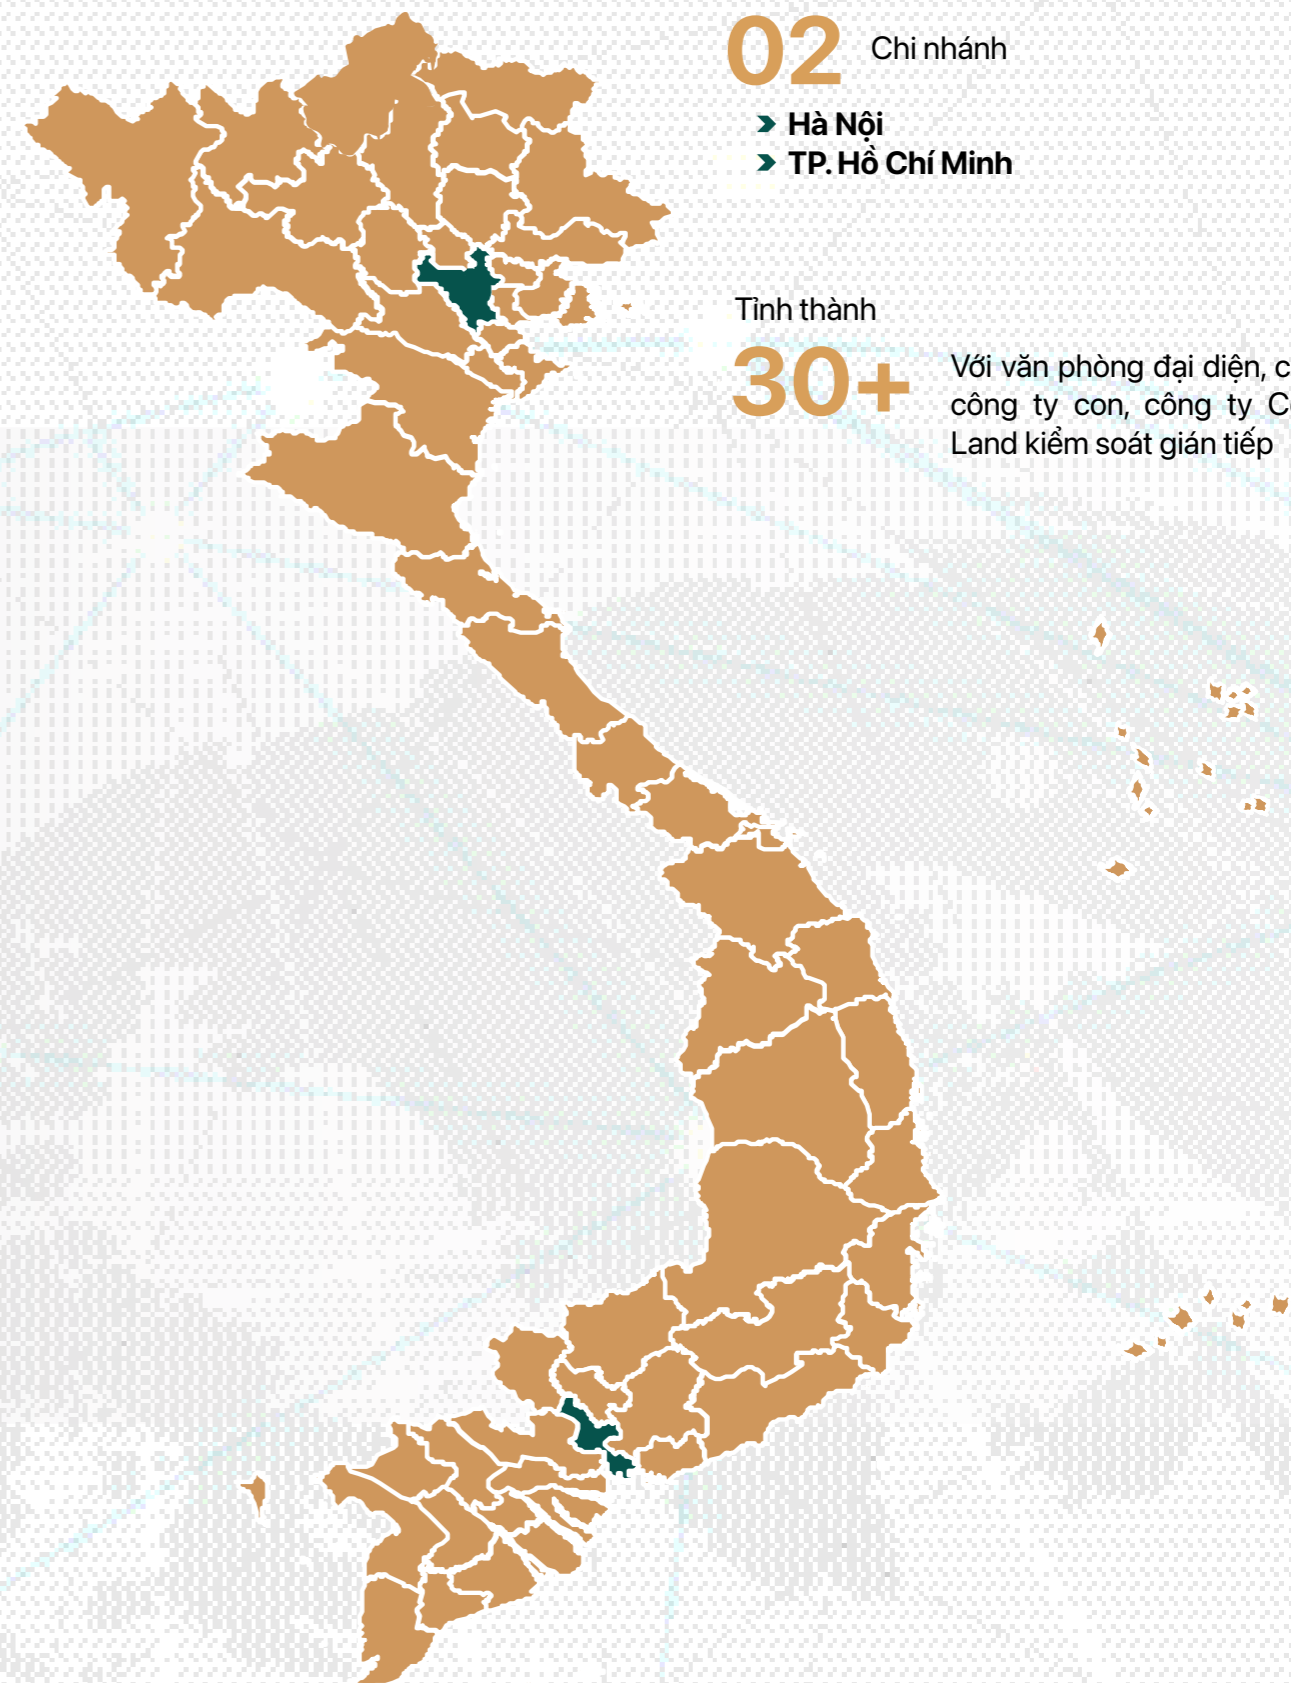 02 Chi nhánh
Hà Nội
TP. Hồ Chí Minh
Tỉnh thành
30+
Với văn phòng đại diện,
công ty con, công ty
Land kiểm soát gián tiếp